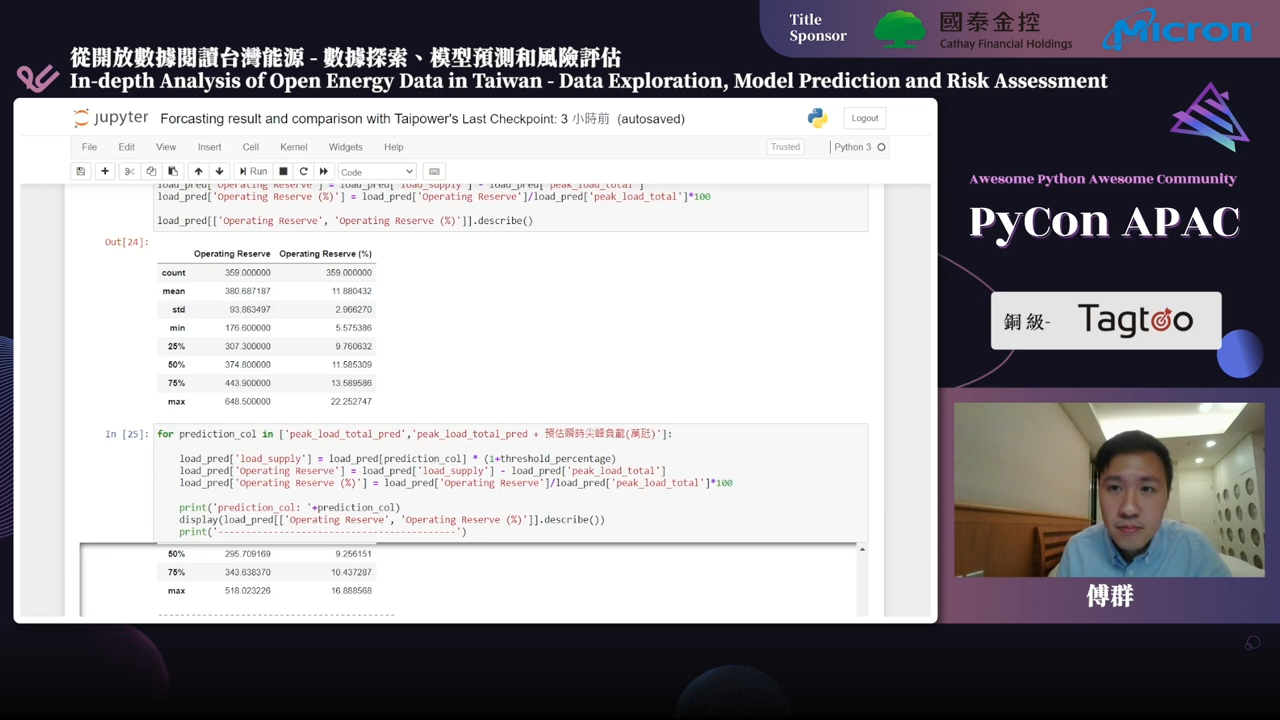 從開放數據閱讀台灣能源 - 數據探索、模型預測和風險評估
In-depth Analysis of Open Energy Data in Taiwan - Data Exploration, Model Prediction and Risk Assessment
Title
Sponsor
國泰金控
Cathay Financial Holdings
Micron
jupyter Forcasting result and comparison with Taipower's Last Checkpoint: 3 小時前 (autosaved)
Logout
File Edit View Insert Cell Kernel Widgets Help
Trusted Python 3
Run Code
load_pred['Operating Reserve'] = load_pred['load_supply'] - load_pred['peak_load_total']
load_pred['Operating Reserve (%)'] = load_pred['Operating Reserve']/load_pred['peak_load_total']*100
load_pred[['Operating Reserve', 'Operating Reserve (%)']].describe()
Out[24]:
Operating Reserve Operating Reserve (%)
count 359.000000 359.000000
mean 380.687187 11.880432
std 93.863497 2.966270
min 176.600000 5.575386
25% 307.300000 9.760632
50% 374.800000 11.585309
75% 443.900000 13.589586
max 648.500000 22.252747
In [25]: for prediction_col in ['peak_load_total_pred','peak_load_total_pred + 預估瞬時尖峰負載(萬瓩)']:
load_pred['load_supply'] = load_pred[prediction_col] * (1+threshold_percentage)
load_pred['Operating Reserve'] = load_pred['load_supply'] - load_pred['peak_load_total']
load_pred['Operating Reserve (%)'] = load_pred['Operating Reserve']/load_pred['peak_load_total']*100
print('prediction_col: '+prediction_col)
display(load_pred[['Operating Reserve', 'Operating Reserve (%)']].describe())
print('----------------------------------------')
50% 295.709169 9.256151
75% 343.638370 10.437287
max 518.023226 16.888568
----------------------------------------
Awesome Python Awesome Community
PyCon APAC
銅級- Tagtoo
傅群